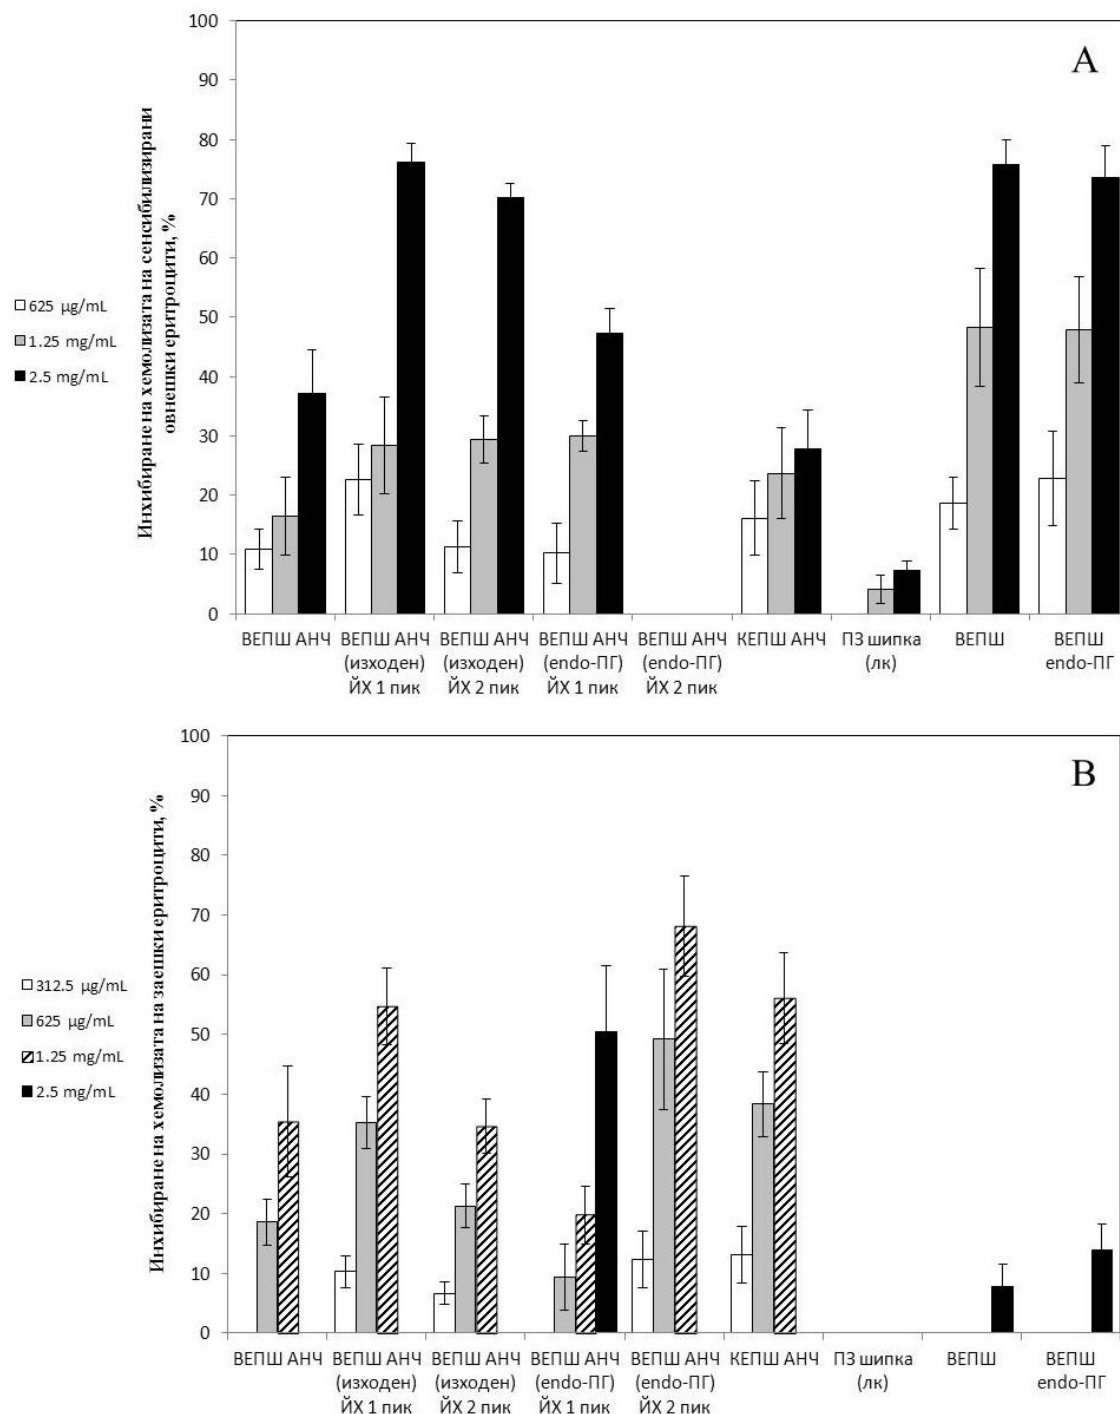 A
Инхибиране на хемолизата на сенсибилизирани
овнешки еритроцити, %
100
90
80
70
60
50
40
30
20
10
0
625 µg/mL
1.25 mg/mL
2.5 mg/mL
ВЕПШ АНЧ
ВЕПШ АНЧ
(изходен)
ЙХ 1 пик
ВЕПШ АНЧ
(изходен)
ЙХ 2 пик
ВЕПШ АНЧ
(endo-ПГ)
ЙХ 1 пик
ВЕПШ АНЧ
(endo-ПГ)
ЙХ 2 пик
КЕПШ АНЧ
ПЗ шипка
(лк)
ВЕПШ
ВЕПШ
endo-ПГ
B
Инхибиране на хемолизата на заешки еритроцити, %
100
90
80
70
60
50
40
30
20
10
0
312.5 µg/mL
625 µg/mL
1.25 mg/mL
2.5 mg/mL
ВЕПШ АНЧ
ВЕПШ АНЧ
(изходен)
ЙХ 1 пик
ВЕПШ АНЧ
(изходен)
ЙХ 2 пик
ВЕПШ АНЧ
(endo-ПГ)
ЙХ 1 пик
ВЕПШ АНЧ
(endo-ПГ)
ЙХ 2 пик
КЕПШ АНЧ
ПЗ шипка
(лк)
ВЕПШ
ВЕПШ
endo-ПГ